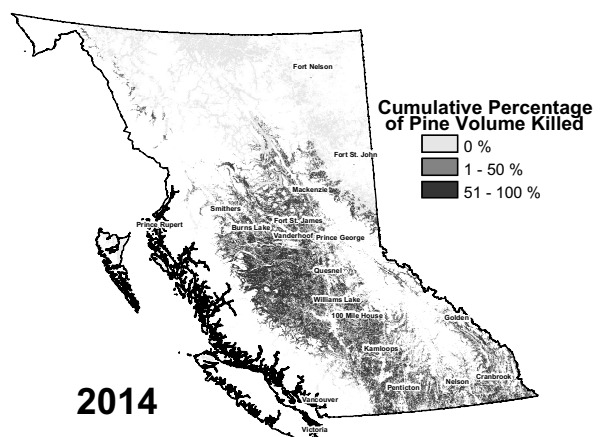 Fort Nelson
Cumulative Percentage
of Pine Volume Killed
0 %
1 - 50 %
51 - 100 %
Fort St. John
Mackenzie
Smithers
Fort St. James
Prince Rupert
Burns Lake
Vanderhoof
Prince George
Quesnel
Williams Lake
100 Mile House
Golden
Kamloops
Cranbrook
Nelson
Penticton
2014
Vancouver
Victoria